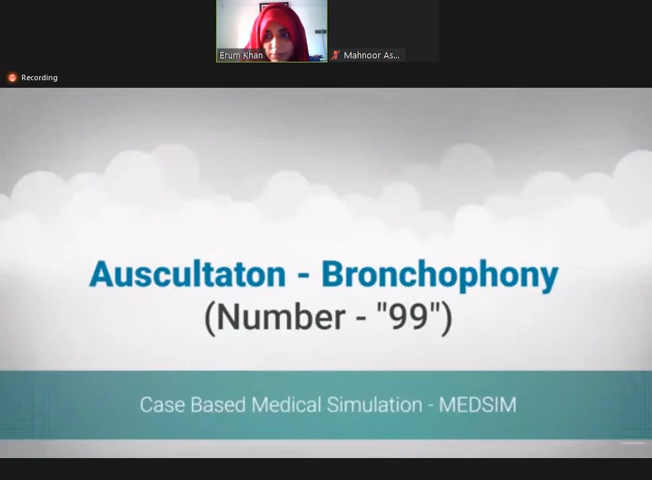 Erum Khan
Mahnoor As...
Recording
Auscultaton - Bronchophony
(Number - "99")
Case Based Medical Simulation - MEDSIM